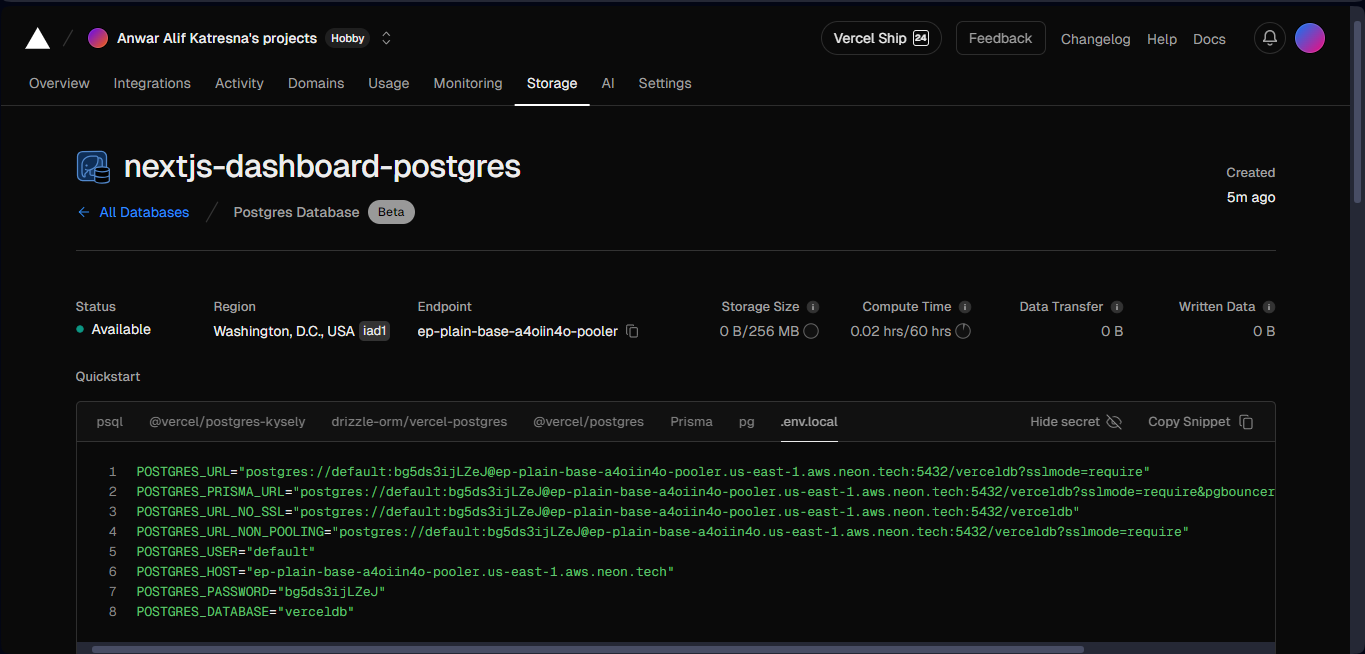 Anwar Alif Katresna's projects Hobby
Vercel Ship 24 Feedback Changelog Help Docs
Overview Integrations Activity Domains Usage Monitoring Storage AI Settings
nextjs-dashboard-postgres
Created
5m ago
← All Databases / Postgres Database Beta
Status Region Endpoint Storage Size Compute Time Data Transfer Written Data
Available Washington, D.C., USA iad1 ep-plain-base-a4oiin4o-pooler 0 B/256 MB 0.02 hrs/60 hrs 0 B 0 B
Quickstart
psql @vercel/postgres-kysely drizzle-orm/vercel-postgres @vercel/postgres Prisma pg .env.local Hide secret Copy Snippet
1 POSTGRES_URL="postgres://default:bg5ds3ijLZeJ@ep-plain-base-a4oiin4o-pooler.us-east-1.aws.neon.tech:5432/verceldb?sslmode=require"
2 POSTGRES_PRISMA_URL="postgres://default:bg5ds3ijLZeJ@ep-plain-base-a4oiin4o-pooler.us-east-1.aws.neon.tech:5432/verceldb?sslmode=require&pgbouncer
3 POSTGRES_URL_NO_SSL="postgres://default:bg5ds3ijLZeJ@ep-plain-base-a4oiin4o-pooler.us-east-1.aws.neon.tech:5432/verceldb"
4 POSTGRES_URL_NON_POOLING="postgres://default:bg5ds3ijLZeJ@ep-plain-base-a4oiin4o.us-east-1.aws.neon.tech:5432/verceldb?sslmode=require"
5 POSTGRES_USER="default"
6 POSTGRES_HOST="ep-plain-base-a4oiin4o-pooler.us-east-1.aws.neon.tech"
7 POSTGRES_PASSWORD="bg5ds3ijLZeJ"
8 POSTGRES_DATABASE="verceldb"